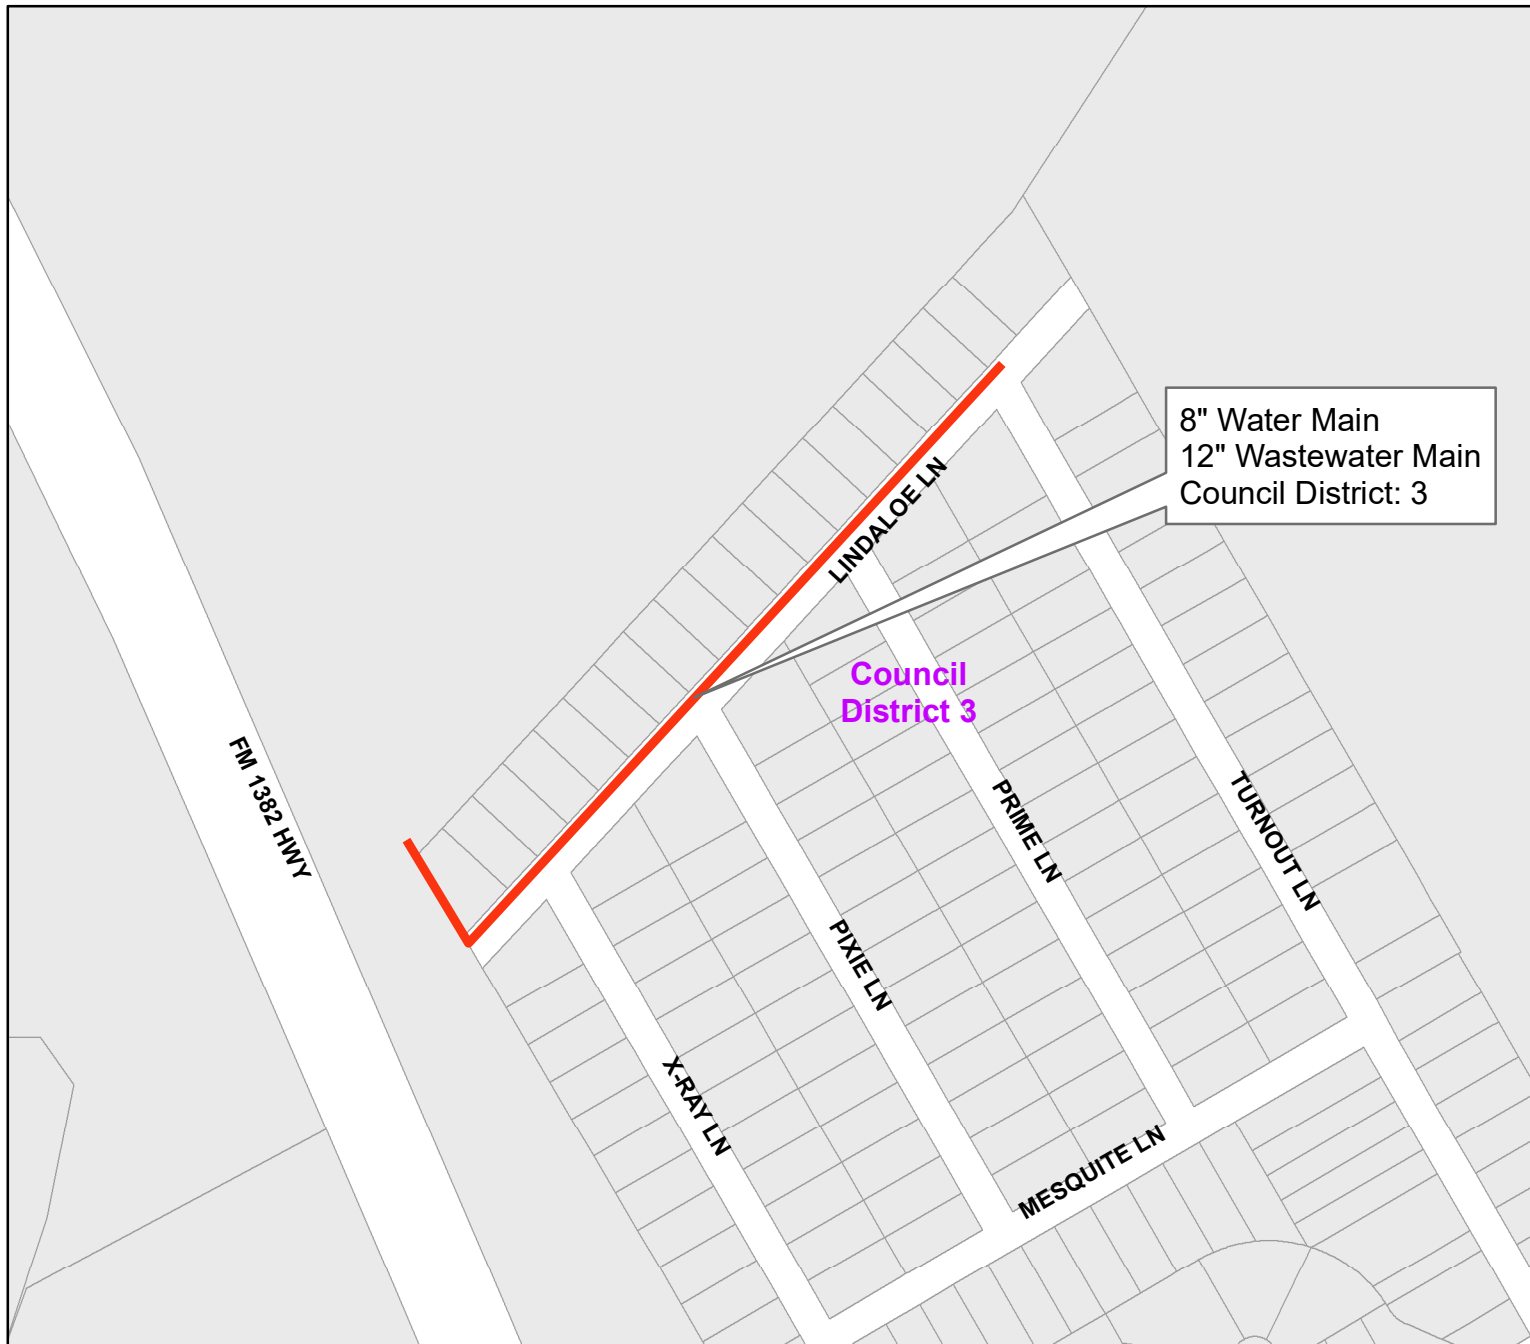 8" Water Main
12" Wastewater Main
Council District: 3
LINDALOE LN
Council
District 3
FM 1382 HWY
PRIME LN
TURNOUT LN
PIXIE LN
X-RAY LN
MESQUITE LN